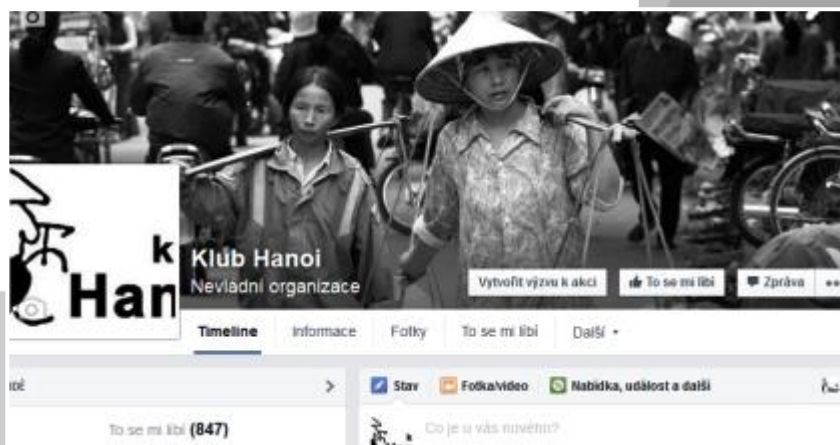 k
Han
Klub Hanoi
Nevládní organizace
Vytvořit výzvu k akci
To se mi líbí
Zpráva
Timeline
Informace
Fotky
To se mi líbí
Další
Stav
Fotka/video
Nabídka, událost a další
To se mi líbí (847)
Co je u vás nového?